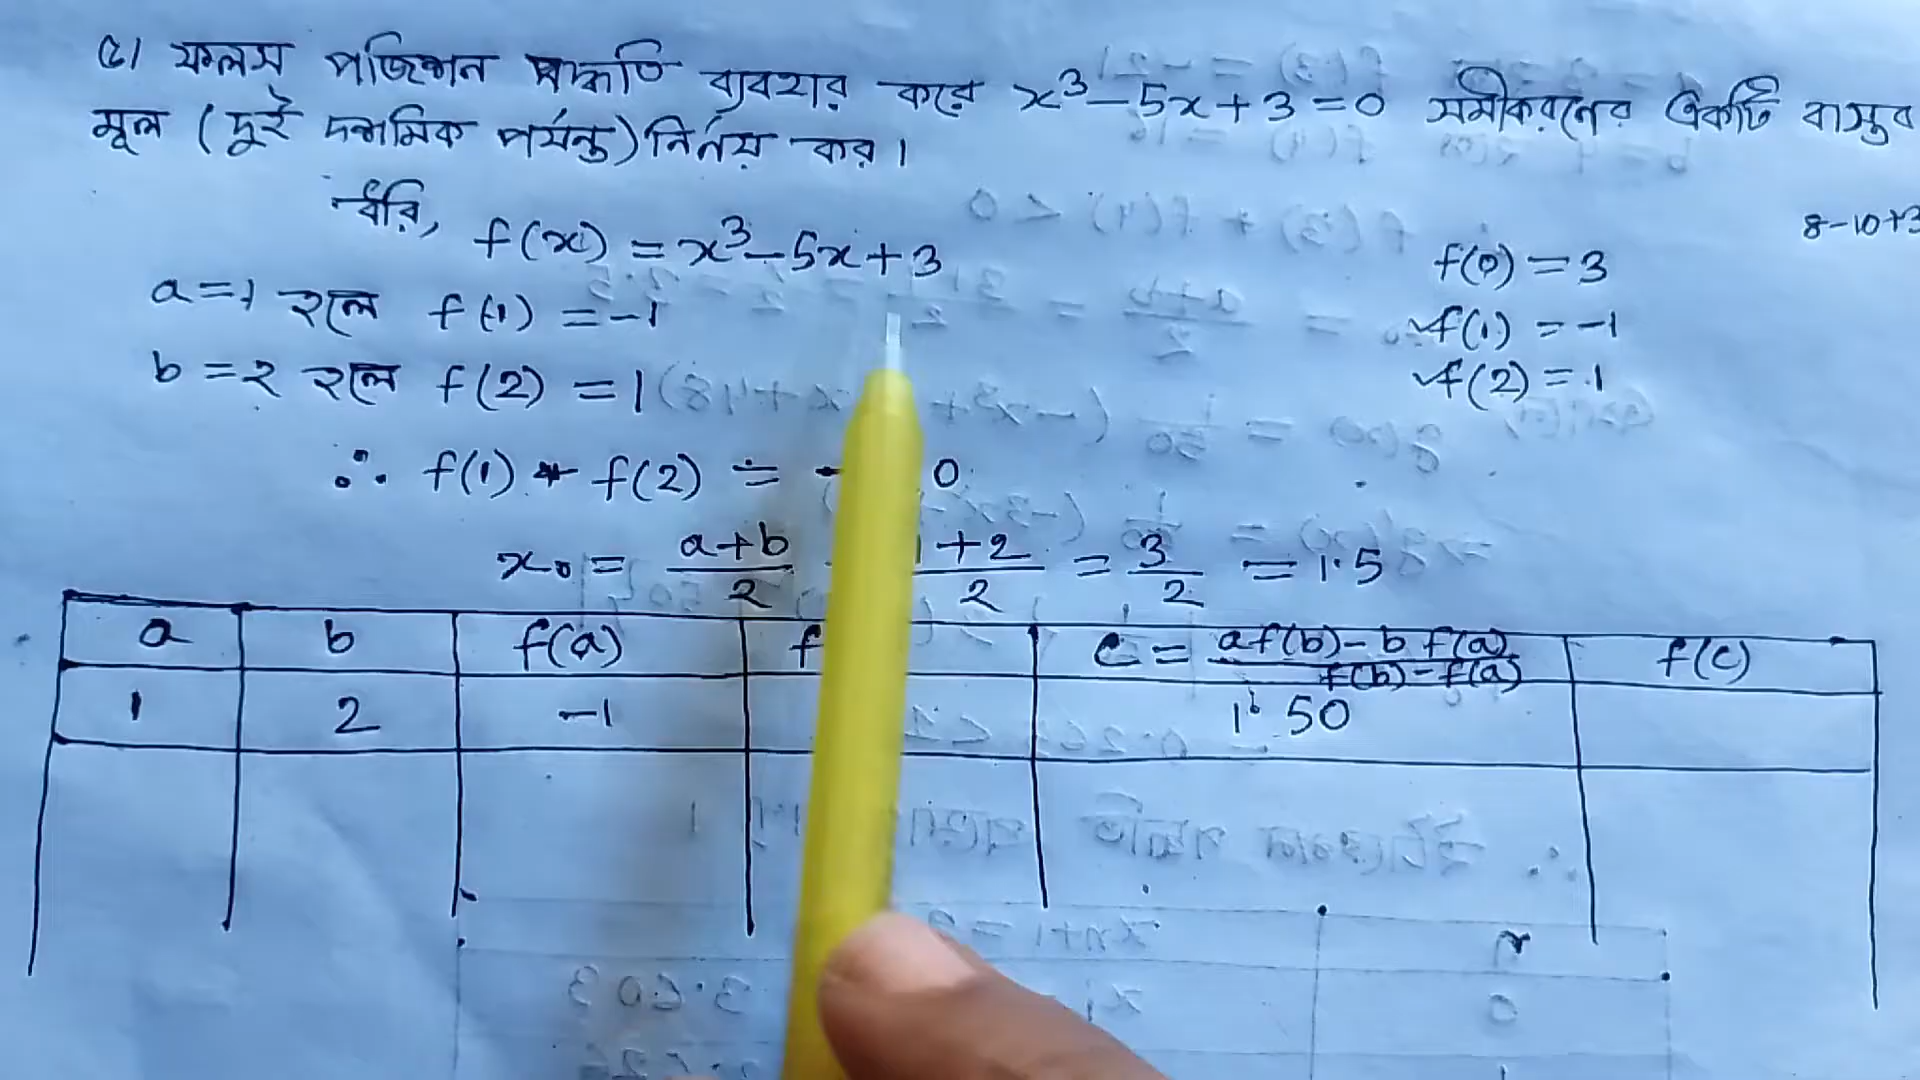 ৫। ফলস পজিশন পদ্ধতি ব্যবহার করে x³-5x+3=0 সমীকরণের একটি বাস্তব
মূল (দুই দশমিক পর্যন্ত) নির্ণয় কর।
ধরি, f(x) = x³-5x+3
8-10+3
f(0) = 3
a=1 হলে f(1) = -1
f(1) = -1
b=2 হলে f(2) = 1
f(2) = 1
∴ f(1) * f(2) = - 0
x₀ = a+b/2 1+2/2 = 3/2 = 1.5
a b f(a) f c = af(b)-b f(a)/f(b)-f(a) f(c)
1 2 -1 1.50